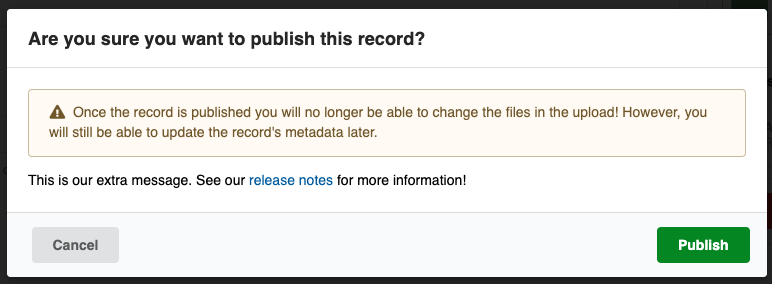 Are you sure you want to publish this record?
Once the record is published you will no longer be able to change the files in the upload! However, you
will still be able to update the record's metadata later.
This is our extra message. See our release notes for more information!
Cancel
Publish